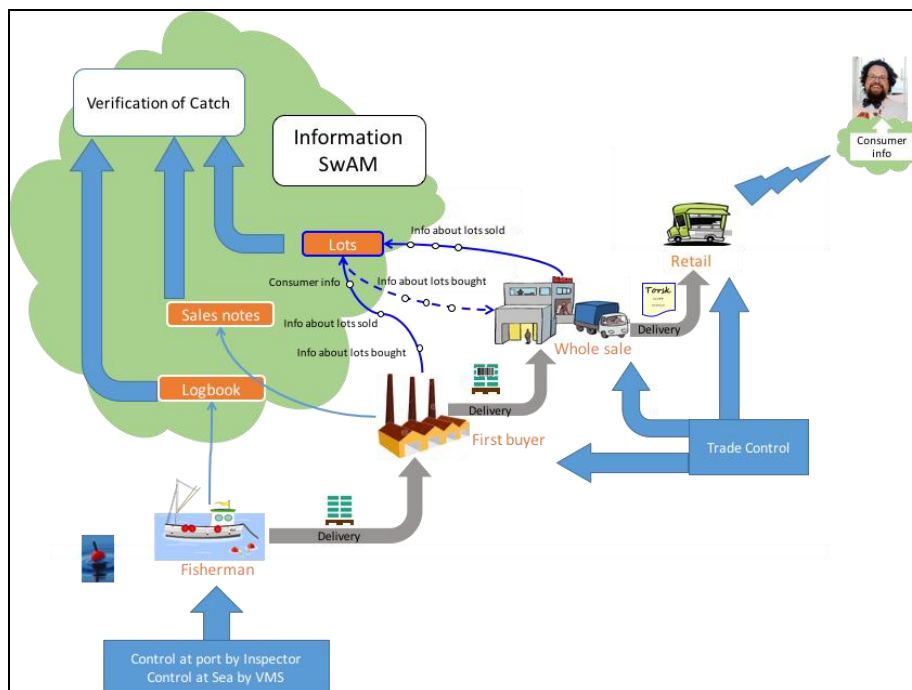 Verification of Catch
Information
SwAM
Consumer
info
Info about lots sold
Lots
Retail
Consumer info
Info about lots bought
Torsk
Sales notes
Info about lots sold
Delivery
Whole sale
Info about lots bought
Logbook
Delivery
First buyer
Trade Control
Delivery
Fisherman
Control at port by Inspector
Control at Sea by VMS